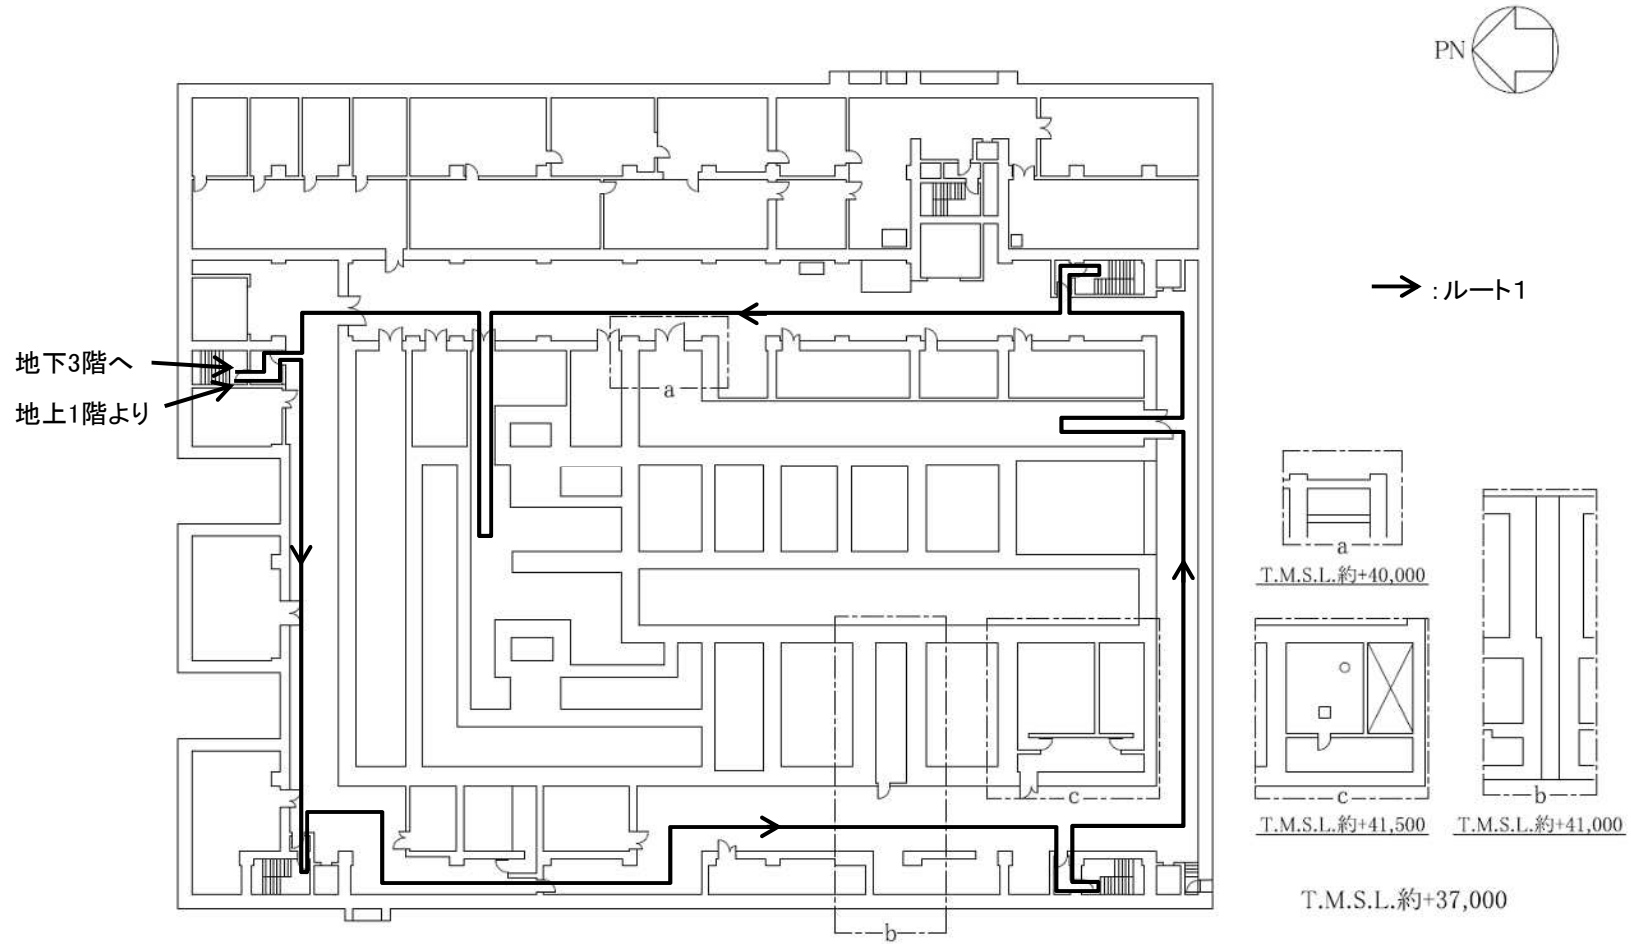 PN
:ルート1
地下3階へ
地上1階より
a
a
T.M.S.L.約+40,000
c
c
b
T.M.S.L.約+41,500
T.M.S.L.約+41,000
T.M.S.L.約+37,000
b